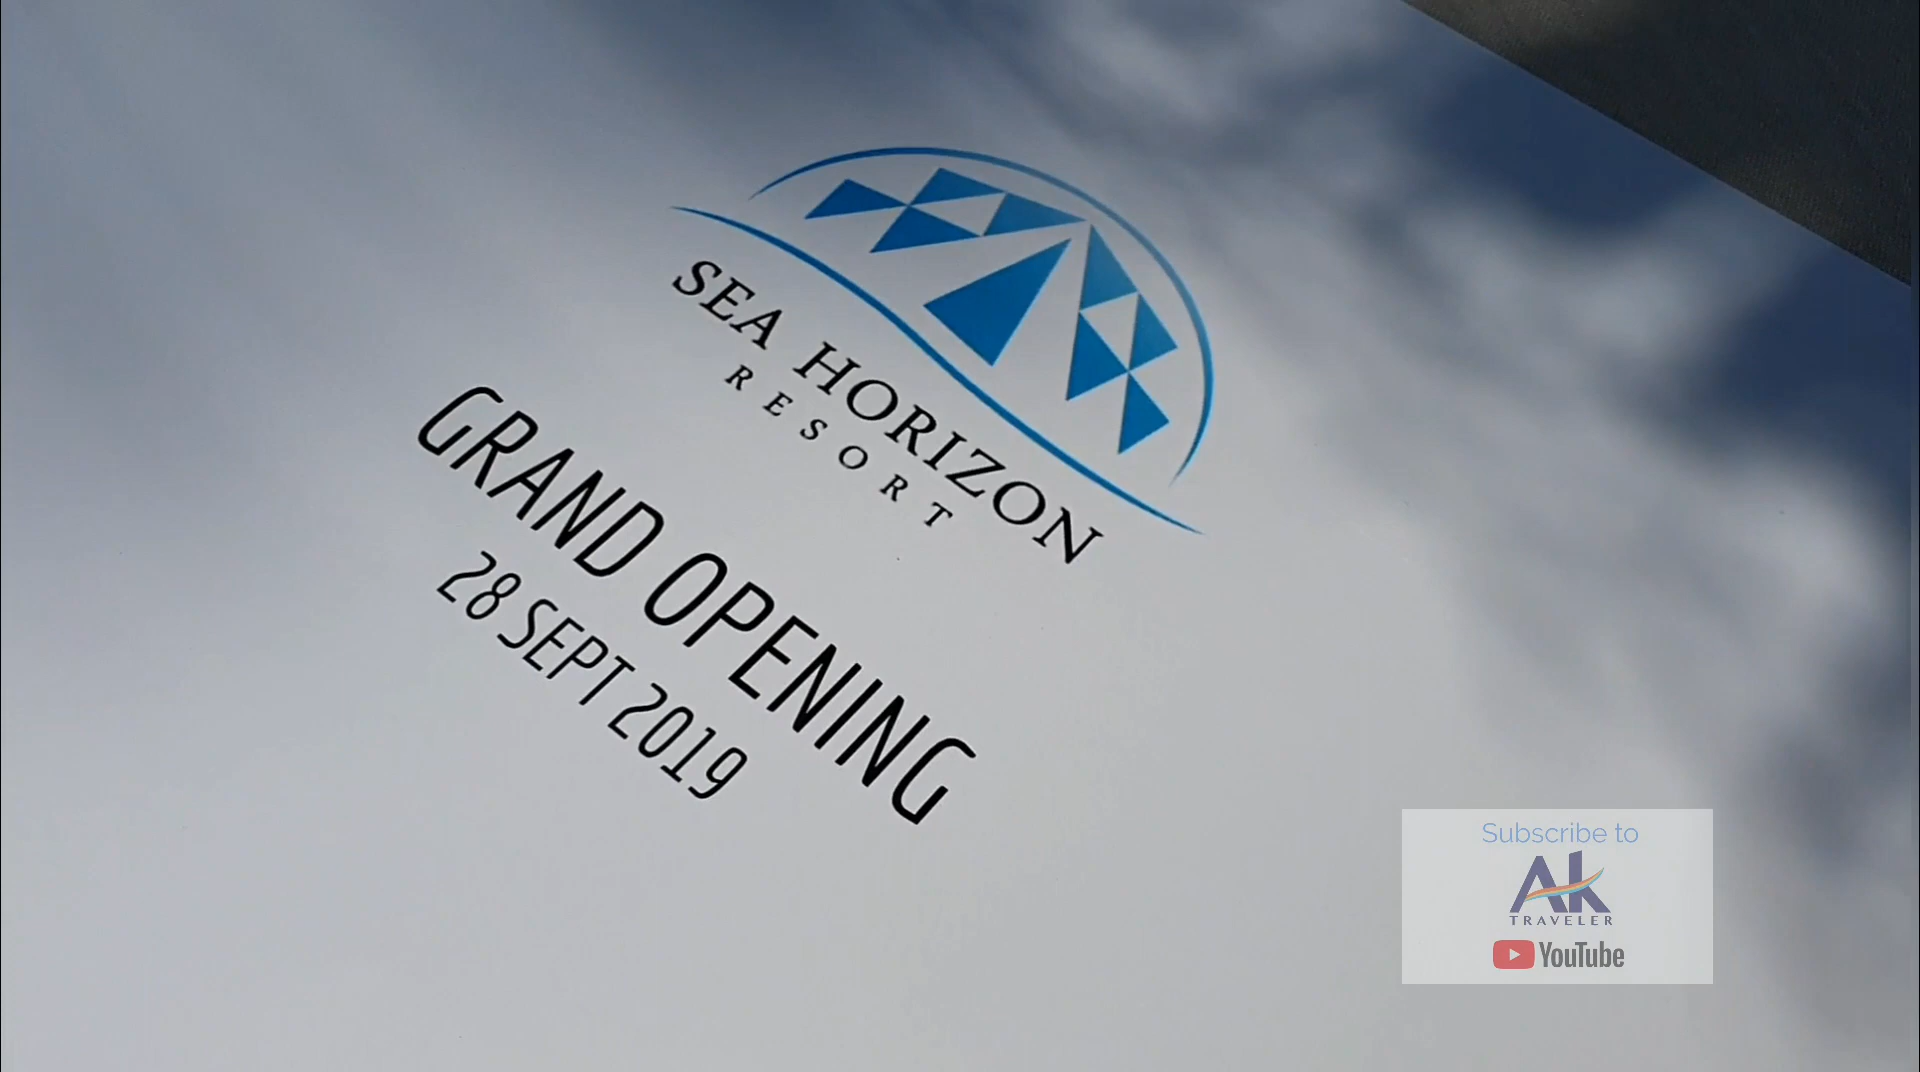 SEA HORIZON
RESORT
GRAND OPENING
28 SEPT 2019
Subscribe to
AK
TRAVELER
YouTube